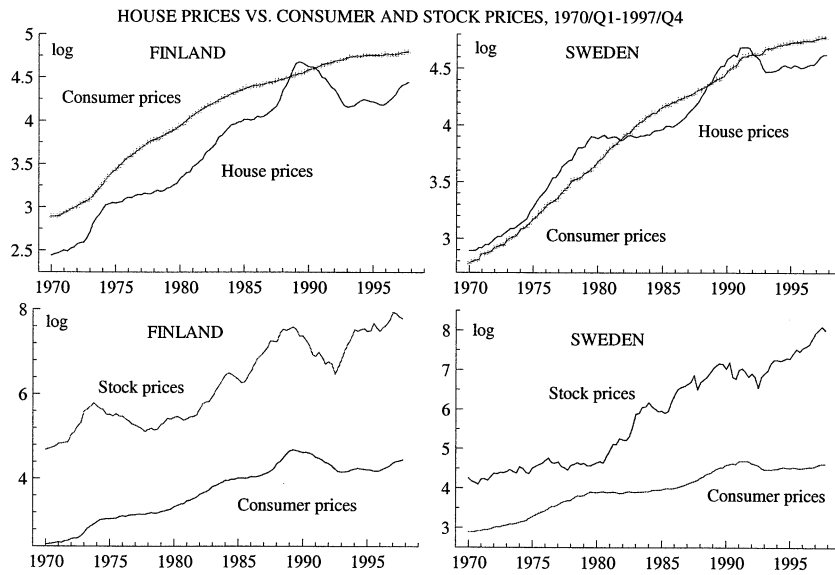 HOUSE PRICES VS. CONSUMER AND STOCK PRICES, 1970/Q1-1997/Q4
5
log
FINLAND
4.5
Consumer prices
4
3.5
House prices
3
2.5
1970 1975 1980 1985 1990 1995
log
SWEDEN
4.5
4
House prices
3.5
3
Consumer prices
1970 1975 1980 1985 1990 1995
8
log
FINLAND
6
Stock prices
4
Consumer prices
1970 1975 1980 1985 1990 1995
8
log
SWEDEN
7
6
Stock prices
5
4
Consumer prices
3
1970 1975 1980 1985 1990 1995